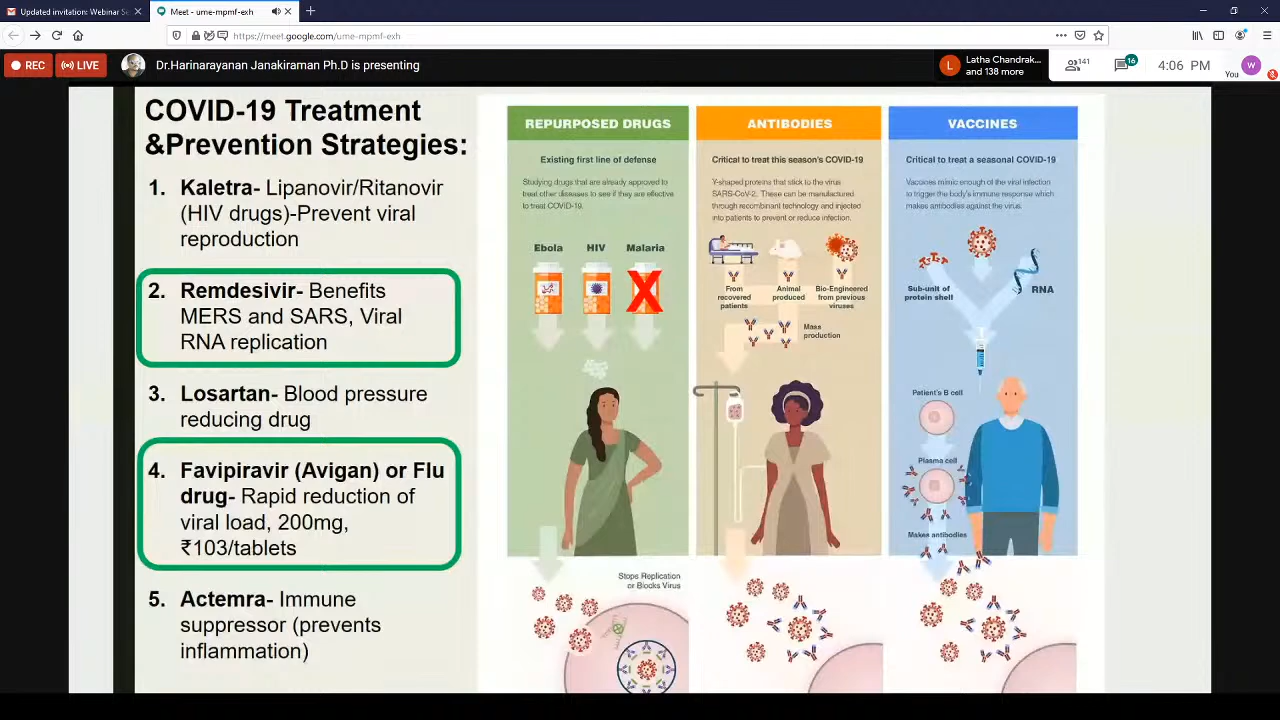 Updated invitation: Webinar Se
Meet - ume-mpmf-exh
https://meet.google.com/ume-mpmf-exh
REC
LIVE
Dr.Harinarayanan Janakiraman Ph.D is presenting
L
Latha Chandrak...
and 138 more
141
16
4:06 PM
You
W
COVID-19 Treatment
&Prevention Strategies:
1. Kaletra- Lipanovir/Ritanovir
(HIV drugs)-Prevent viral
reproduction
2. Remdesivir- Benefits
MERS and SARS, Viral
RNA replication
3. Losartan- Blood pressure
reducing drug
4. Favipiravir (Avigan) or Flu
drug- Rapid reduction of
viral load, 200mg,
₹103/tablets
5. Actemra- Immune
suppressor (prevents
inflammation)
REPURPOSED DRUGS
Existing first line of defense
Studying drugs that are already approved to
treat other diseases to see if they are effective
to treat COVID-19.
Ebola HIV Malaria
Stops Replication
or Blocks Virus
ANTIBODIES
Critical to treat this season's COVID-19
Y-shaped proteins that stick to the virus
SARS-CoV-2. These can be manufactured
through recombinant technology and injected
into patients to prevent or reduce infection.
From
recovered
patients
Animal
produced
Bio-Engineered
from previous
viruses
Mass
production
VACCINES
Critical to treat a seasonal COVID-19
Vaccines mimic enough of the viral infection
to trigger the body's immune response which
makes antibodies against the virus.
Sub-unit of
protein shell
RNA
Patient's B cell
Plasma cell
Makes antibodies